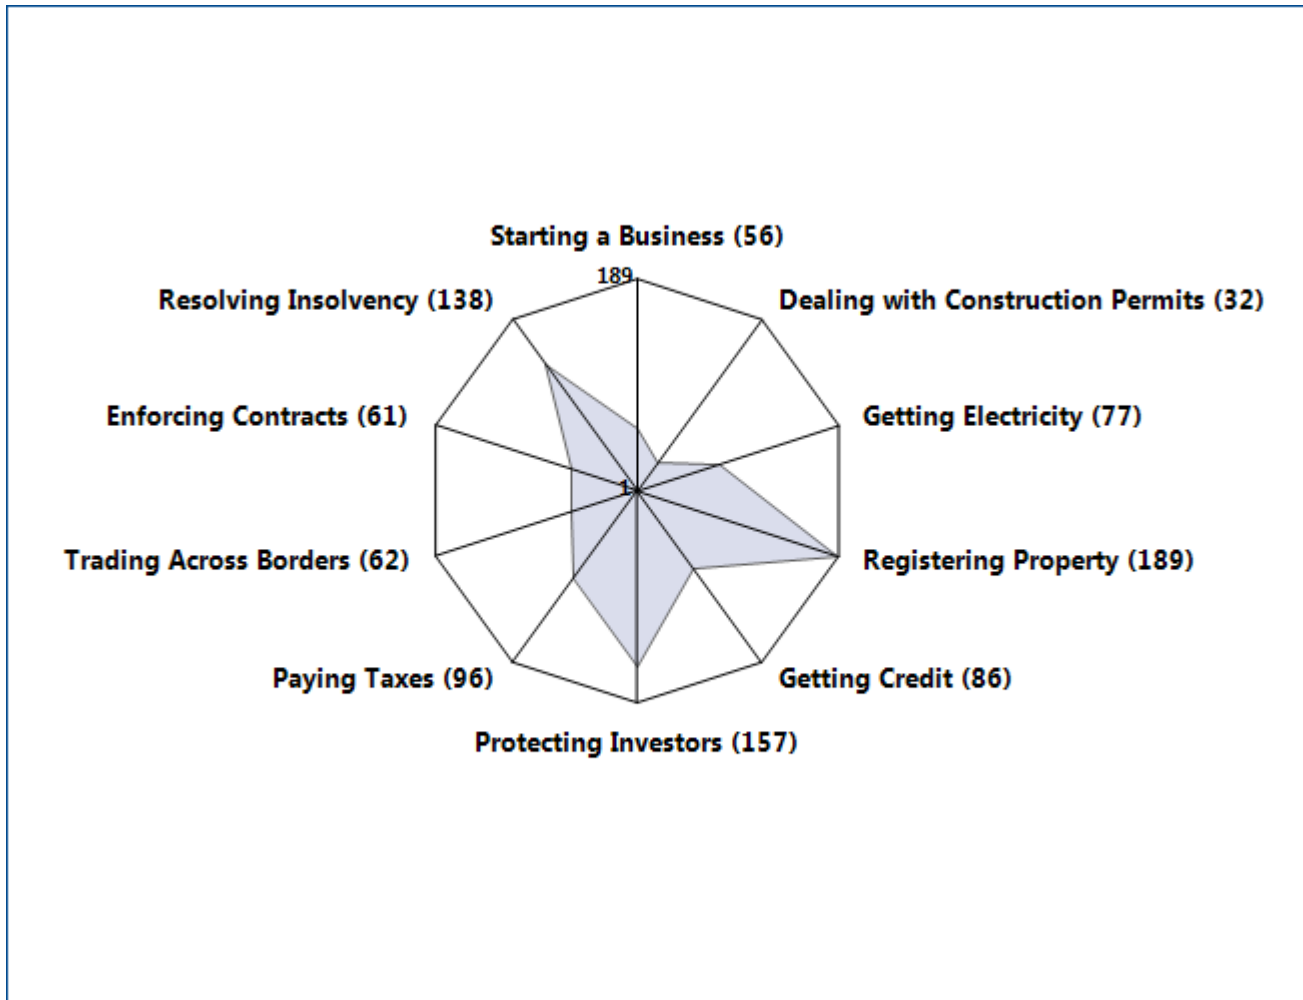 Starting a Business (56)
189
Resolving Insolvency (138)
Dealing with Construction Permits (32)
Enforcing Contracts (61)
Getting Electricity (77)
1
Trading Across Borders (62)
Registering Property (189)
Paying Taxes (96)
Getting Credit (86)
Protecting Investors (157)